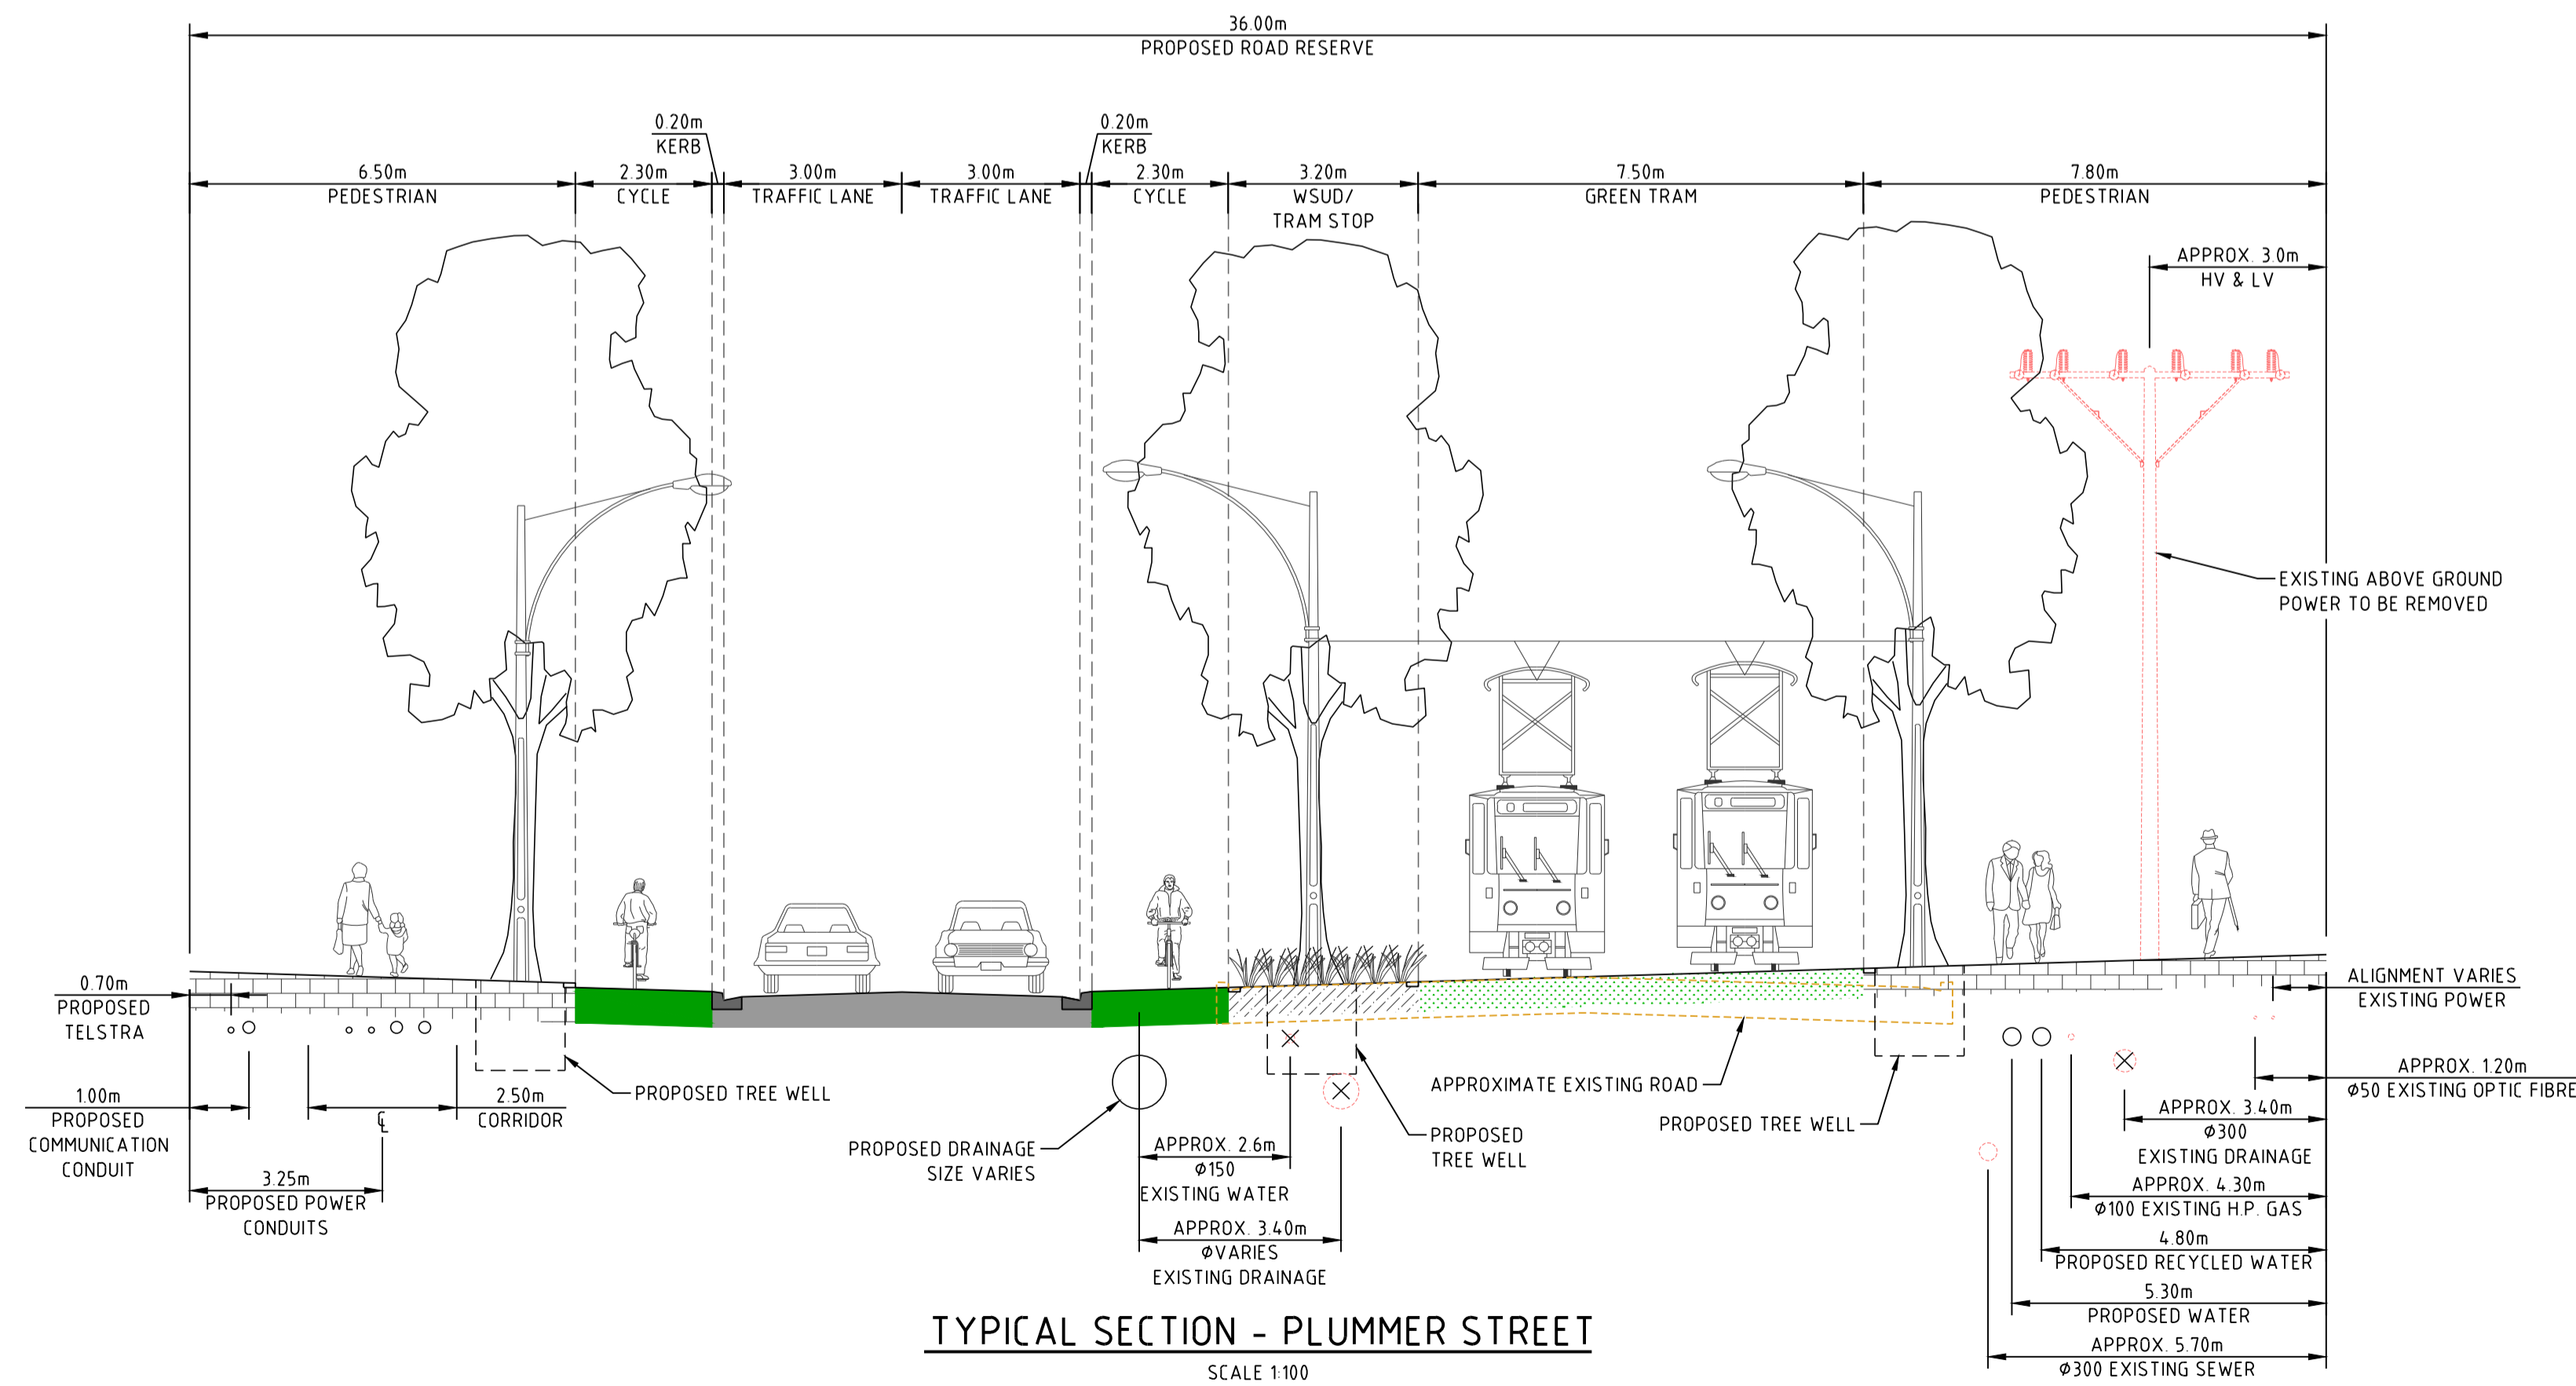 36.00m
PROPOSED ROAD RESERVE
0.20m
KERB
0.20m
KERB
6.50m
PEDESTRIAN
2.30m
CYCLE
3.00m
TRAFFIC LANE
3.00m
TRAFFIC LANE
2.30m
CYCLE
3.20m
WSUD/
TRAM STOP
7.50m
GREEN TRAM
7.80m
PEDESTRIAN
APPROX. 3.0m
HV & LV
EXISTING ABOVE GROUND
POWER TO BE REMOVED
0.70m
PROPOSED
TELSTRA
1.00m
PROPOSED
COMMUNICATION
CONDUIT
3.25m
PROPOSED POWER
CONDUITS
℄
2.50m
CORRIDOR
PROPOSED TREE WELL
PROPOSED DRAINAGE
SIZE VARIES
APPROX. 2.6m
Ø150
EXISTING WATER
APPROX. 3.40m
ØVARIES
EXISTING DRAINAGE
PROPOSED
TREE WELL
APPROXIMATE EXISTING ROAD
PROPOSED TREE WELL
ALIGNMENT VARIES
EXISTING POWER
APPROX. 1.20m
Ø50 EXISTING OPTIC FIBRE
APPROX. 3.40m
Ø300
EXISTING DRAINAGE
APPROX. 4.30m
Ø100 EXISTING H.P. GAS
4.80m
PROPOSED RECYCLED WATER
5.30m
PROPOSED WATER
APPROX. 5.70m
Ø300 EXISTING SEWER
TYPICAL SECTION - PLUMMER STREET
SCALE 1:100